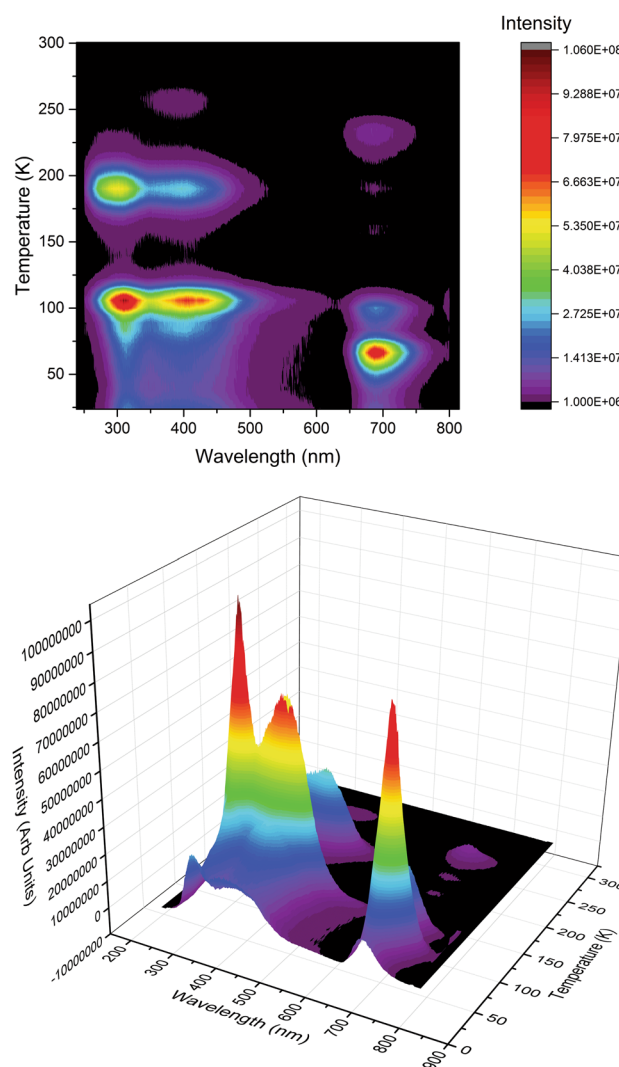 Intensity
300
250
200
150
100
50
Temperature (K)
300
400
500
600
700
800
Wavelength (nm)
1.060E+08
9.288E+07
7.975E+07
6.663E+07
5.350E+07
4.038E+07
2.725E+07
1.413E+07
1.000E+06
100000000
90000000
80000000
70000000
60000000
50000000
40000000
30000000
20000000
10000000
0
-10000000
Intensity (Arb Units)
200
300
400
500
600
700
800
900
Wavelength (nm)
0
50
100
150
200
250
300
Temperature (K)